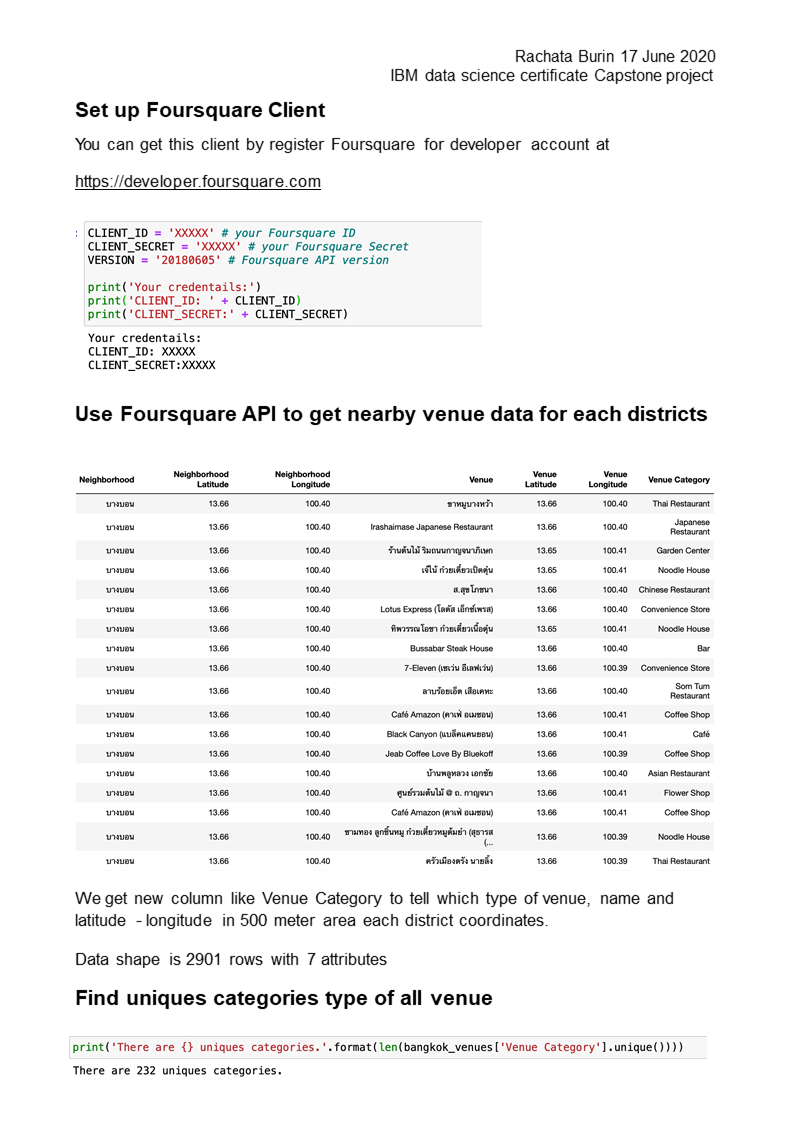 Rachata Burin 17 June 2020
IBM data science certificate Capstone project
Set up Foursquare Client
You can get this client by register Foursquare for developer account at
https://developer.foursquare.com
: CLIENT_ID = 'XXXXX' # your Foursquare ID
CLIENT_SECRET = 'XXXXX' # your Foursquare Secret
VERSION = '20180605' # Foursquare API version
print('Your credentails:')
print('CLIENT_ID: ' + CLIENT_ID)
print('CLIENT_SECRET:' + CLIENT_SECRET)
Your credentails:
CLIENT_ID: XXXXX
CLIENT_SECRET:XXXXX
Use Foursquare API to get nearby venue data for each districts
Neighborhood Neighborhood Latitude Neighborhood Longitude Venue Venue Latitude Venue Longitude Venue Category
บางบอน 13.66 100.40 ขาหมูบางหว้า 13.66 100.40 Thai Restaurant
บางบอน 13.66 100.40 Irashaimase Japanese Restaurant 13.66 100.40 Japanese Restaurant
บางบอน 13.66 100.40 ร้านต้นไม้ ริมถนนกาญจนาภิเษก 13.65 100.41 Garden Center
บางบอน 13.66 100.40 เจ๊ไน้ ก๋วยเตี๋ยวเป็ดตุ๋น 13.65 100.41 Noodle House
บางบอน 13.66 100.40 ส.สุขโภชนา 13.66 100.40 Chinese Restaurant
บางบอน 13.66 100.40 Lotus Express (โลตัส เอ็กซ์เพรส) 13.66 100.40 Convenience Store
บางบอน 13.66 100.40 ทิพวรรณโอชา ก๋วยเตี๋ยวเนื้อตุ๋น 13.65 100.41 Noodle House
บางบอน 13.66 100.40 Bussabar Steak House 13.66 100.40 Bar
บางบอน 13.66 100.40 7-Eleven (เซเว่น อีเลฟเว่น) 13.66 100.39 Convenience Store
บางบอน 13.66 100.40 ลาบร้อยเอ็ด เสือเคหะ 13.66 100.40 Som Tum Restaurant
บางบอน 13.66 100.40 Café Amazon (คาเฟ่ อเมซอน) 13.66 100.41 Coffee Shop
บางบอน 13.66 100.40 Black Canyon (แบล็คแคนยอน) 13.66 100.41 Café
บางบอน 13.66 100.40 Jeab Coffee Love By Bluekoff 13.66 100.39 Coffee Shop
บางบอน 13.66 100.40 บ้านพลูหลวง เอกชัย 13.66 100.40 Asian Restaurant
บางบอน 13.66 100.40 ศูนย์รวมต้นไม้ @ ถ. กาญจนา 13.66 100.41 Flower Shop
บางบอน 13.66 100.40 Café Amazon (คาเฟ่ อเมซอน) 13.66 100.41 Coffee Shop
บางบอน 13.66 100.40 ชามทอง ลูกชิ้นหมู ก๋วยเตี๋ยวหมูต้มยำ (สุธารส (... 13.66 100.39 Noodle House
บางบอน 13.66 100.40 ครัวเมืองตรัง นายลิ้ง 13.66 100.39 Thai Restaurant
We get new column like Venue Category to tell which type of venue, name and
latitude - longitude in 500 meter area each district coordinates.
Data shape is 2901 rows with 7 attributes
Find uniques categories type of all venue
print('There are {} uniques categories.'.format(len(bangkok_venues['Venue Category'].unique())))
There are 232 uniques categories.